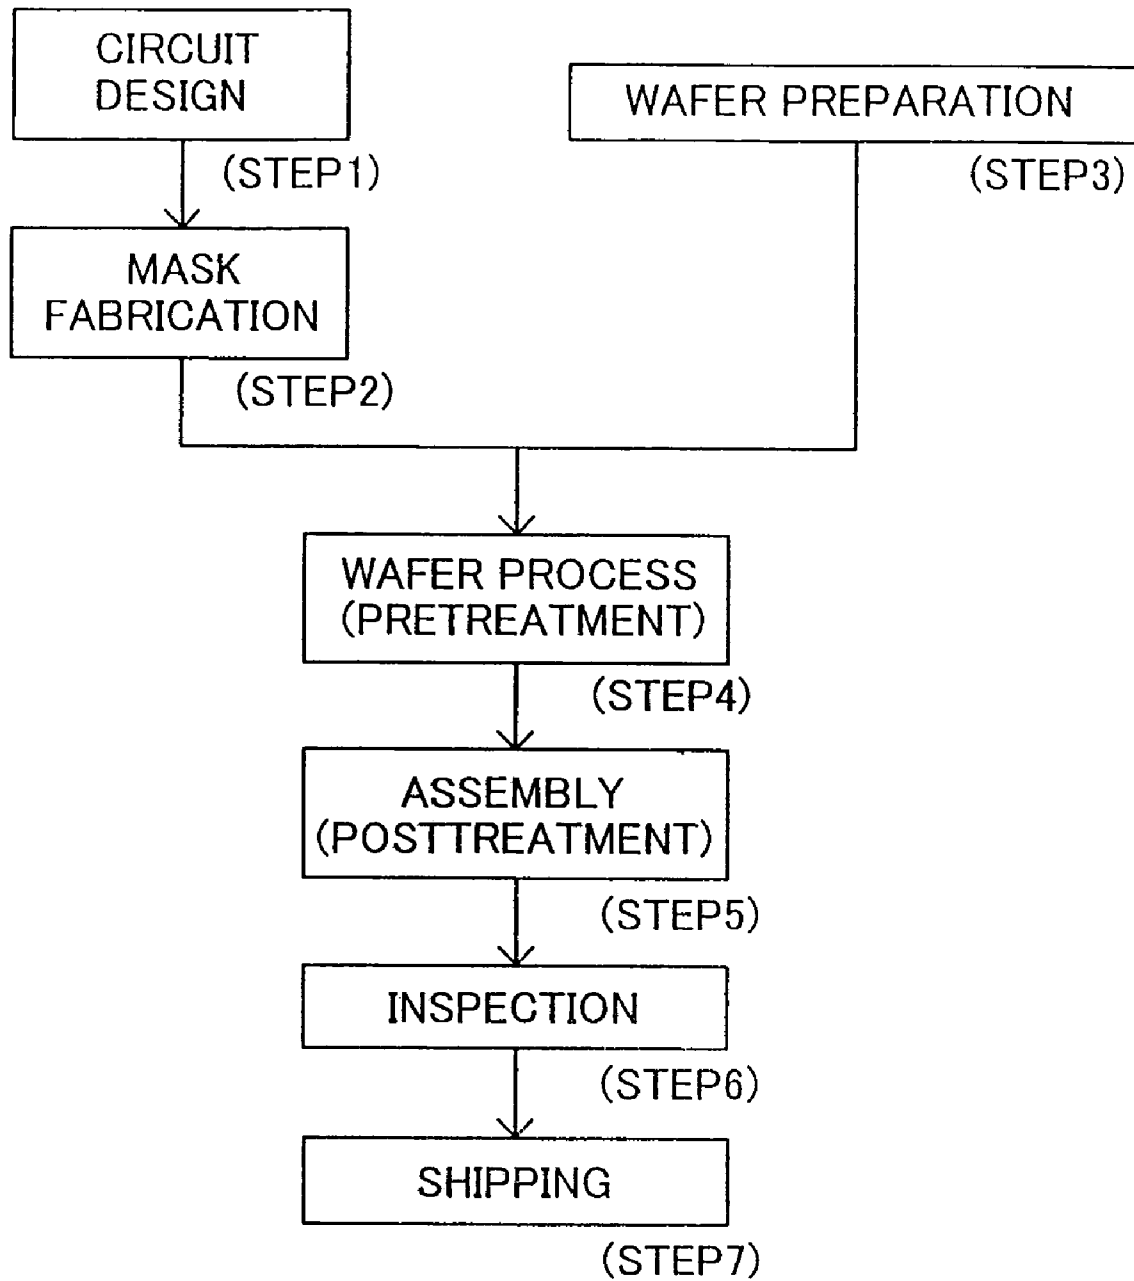 CIRCUIT
DESIGN
(STEP1)
WAFER PREPARATION
(STEP3)
MASK
FABRICATION
(STEP2)
WAFER PROCESS
(PRETREATMENT)
(STEP4)
ASSEMBLY
(POSTTREATMENT)
(STEP5)
INSPECTION
(STEP6)
SHIPPING
(STEP7)